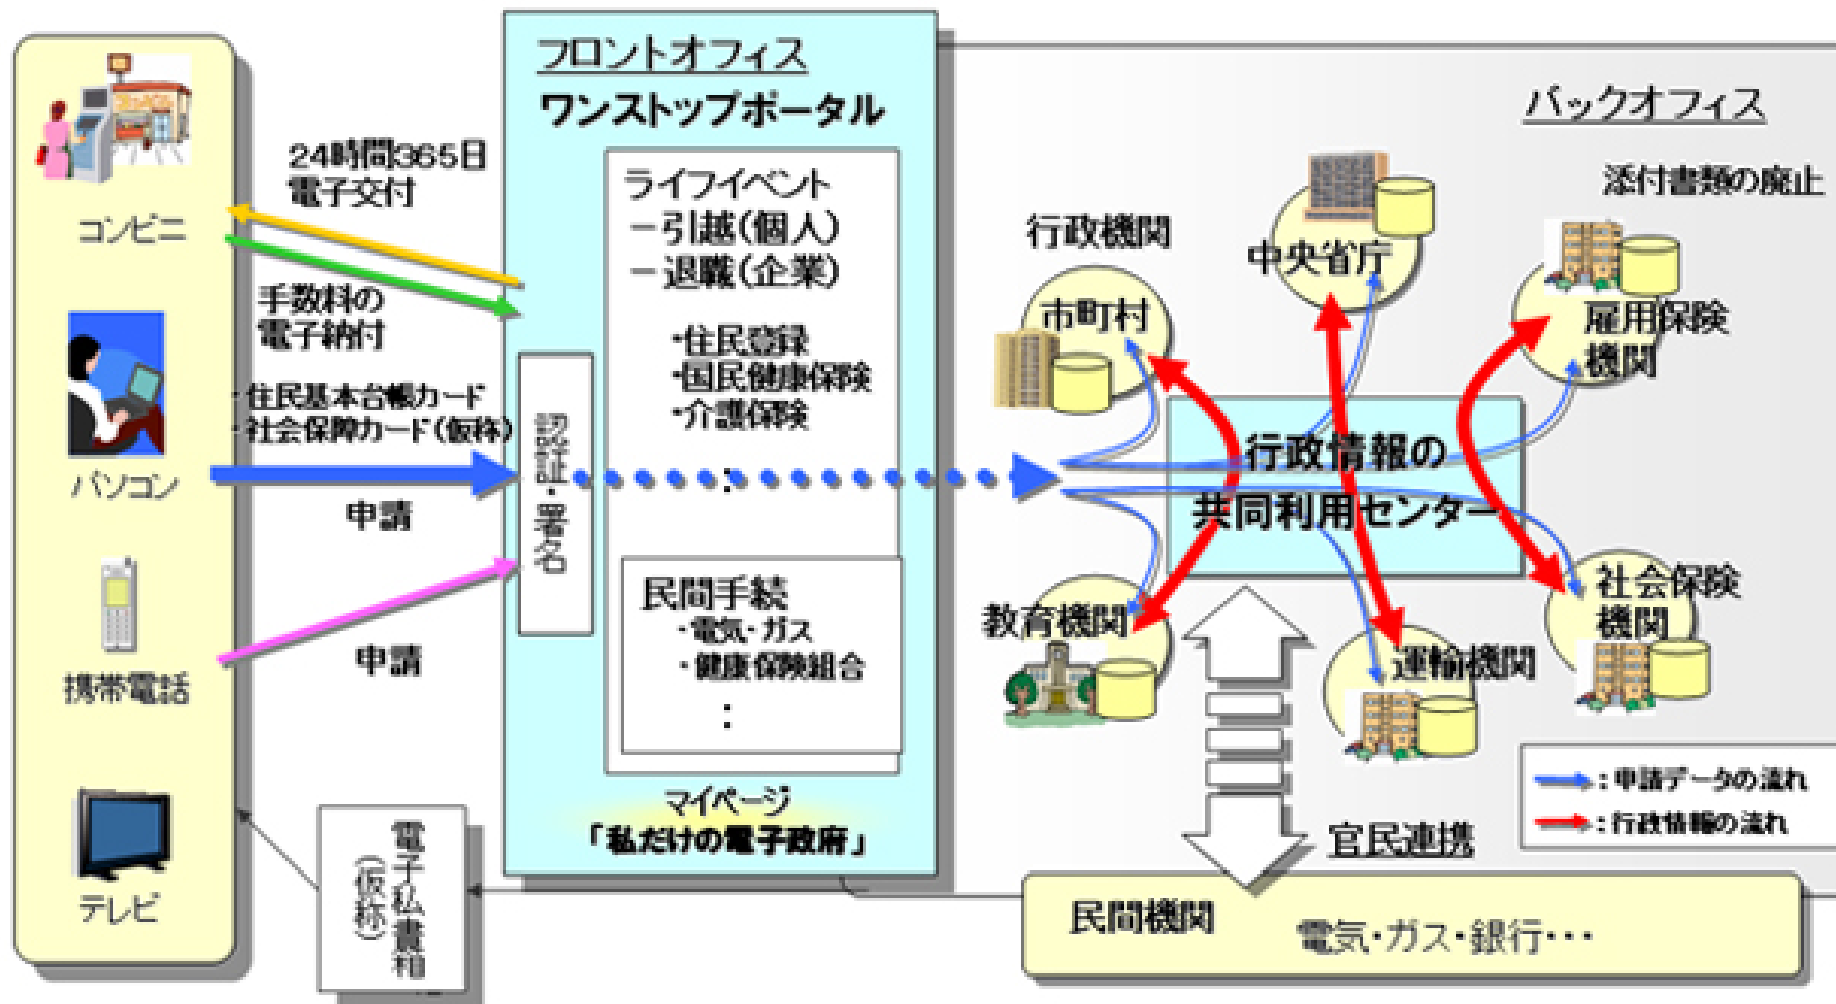 コンビニ
パソコン
携帯電話
テレビ
24時間365日
電子交付
手数料の
電子納付
・住民基本台帳カード
・社会保障カード(仮称)
申請
申請
電子私書箱
(仮称)
フロントオフィス
ワンストップポータル
認証・署名
ライフイベント
－引越(個人)
－退職(企業)
・住民登録
・国民健康保険
・介護保険
:
民間手続
・電気・ガス
・健康保険組合
:
マイページ
「私だけの電子政府」
バックオフィス
添付書類の廃止
行政機関
中央省庁
市町村
雇用保険
機関
行政情報の
共同利用センター
教育機関
運輸機関
社会保険
機関
:申請データの流れ
:行政情報の流れ
官民連携
民間機関
電気・ガス・銀行・・・